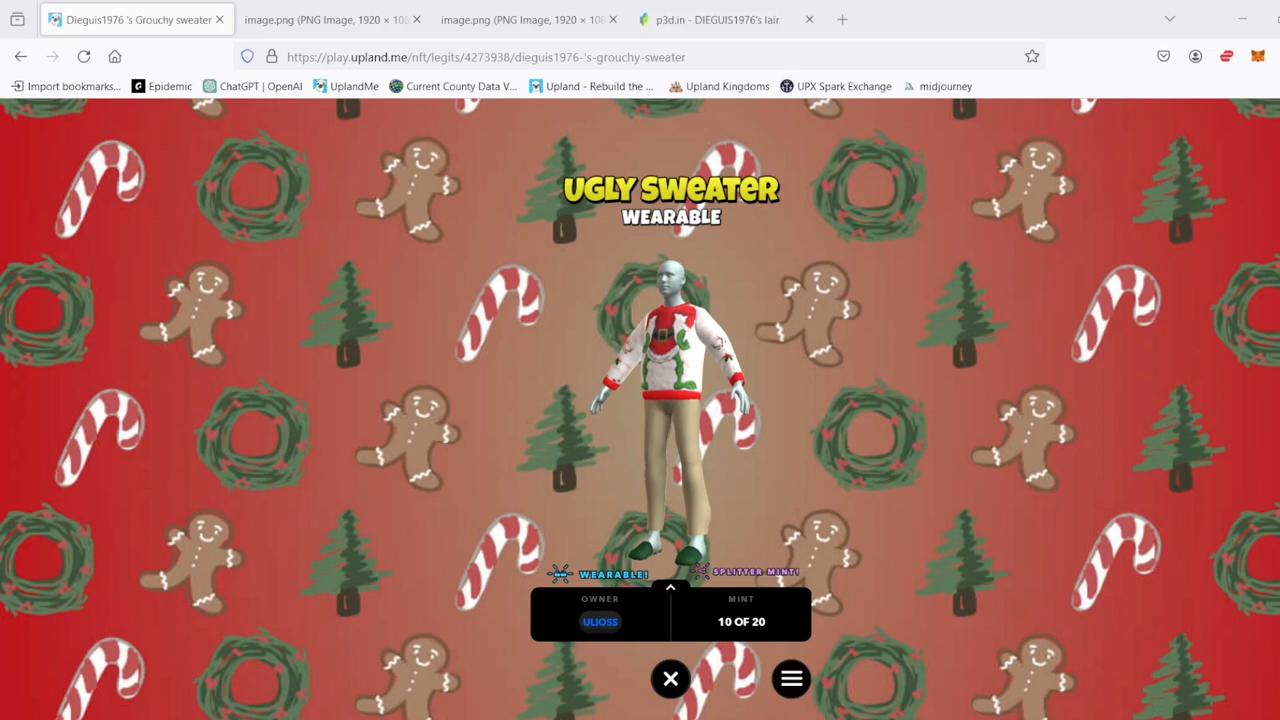 Dieguis1976 's Grouchy sweater
image.png (PNG Image, 1920 × 108
image.png (PNG Image, 1920 × 108
p3d.in - DIEGUIS1976's lair
https://play.upland.me/nft/legits/4273938/dieguis1976-'s-grouchy-sweater
Import bookmarks...
Epidemic
ChatGPT | OpenAI
UplandMe
Current County Data V...
Upland - Rebuild the ...
Upland Kingdoms
UPX Spark Exchange
midjourney
UGLY SWEATER
WEARABLE
WEARABLE!
SPLITTER MINT!
OWNER
MINT
ULIOSS
10 OF 20